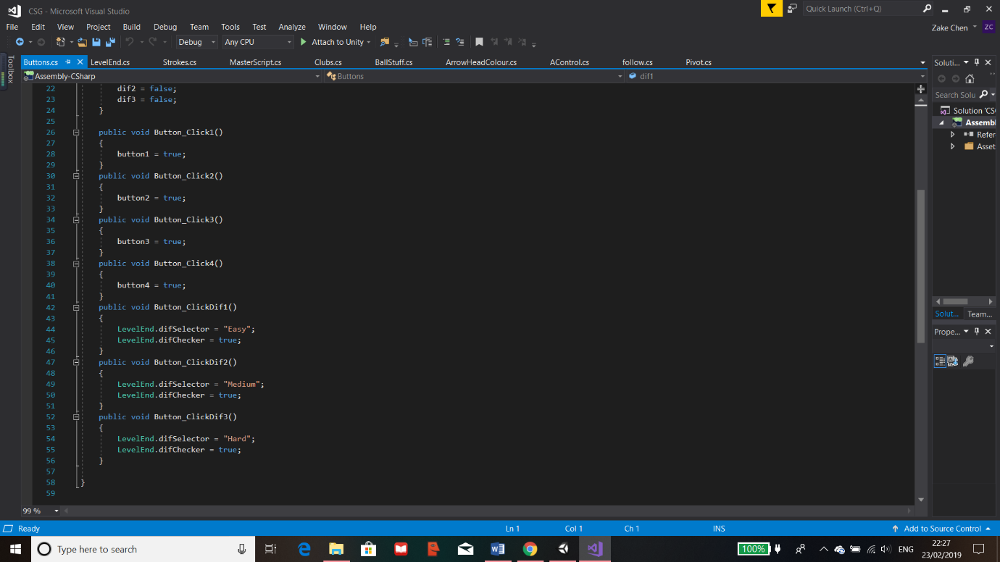 CSG - Microsoft Visual Studio
Quick Launch (Ctrl+Q)
File Edit View Project Build Debug Team Tools Test Analyze Window Help
Zake Chen ZC
Debug Any CPU Attach to Unity
Toolbox
Buttons.cs LevelEnd.cs Strokes.cs MasterScript.cs Clubs.cs BallStuff.cs ArrowHeadColour.cs AControl.cs follow.cs Pivot.cs
Assembly-CSharp Buttons dif1
22 dif2 = false;
23 dif3 = false;
24 }
25
26 public void Button_Click1()
27 {
28 button1 = true;
29 }
30 public void Button_Click2()
31 {
32 button2 = true;
33 }
34 public void Button_Click3()
35 {
36 button3 = true;
37 }
38 public void Button_Click4()
39 {
40 button4 = true;
41 }
42 public void Button_ClickDif1()
43 {
44 LevelEnd.difSelector = "Easy";
45 LevelEnd.difChecker = true;
46 }
47 public void Button_ClickDif2()
48 {
49 LevelEnd.difSelector = "Medium";
50 LevelEnd.difChecker = true;
51 }
52 public void Button_ClickDif3()
53 {
54 LevelEnd.difSelector = "Hard";
55 LevelEnd.difChecker = true;
56 }
57
58 }
59
99 %
Soluti...
Search Solu
Solution 'CSG
Assembl
Refer
Asset
Solut... Team...
Prope...
Ready Ln 1 Col 1 Ch 1 INS Add to Source Control
Type here to search
100% ENG 22:27
23/02/2019